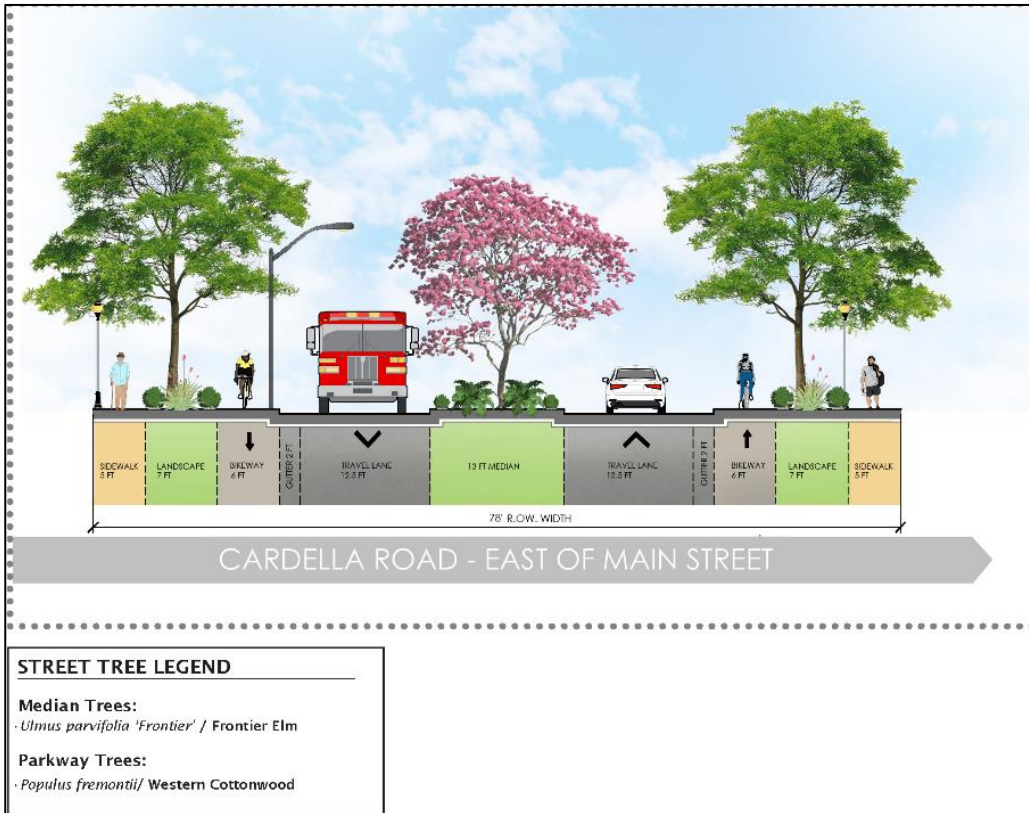 SIDEWALK
5 FT
LANDSCAPE
7 FT
BIKEWAY
6 FT
GUTTER 2 FT
TRAVEL LANE
12.5 FT
13 FT MEDIAN
TRAVEL LANE
12.5 FT
GUTTER 2 FT
BIKEWAY
6 FT
LANDSCAPE
7 FT
SIDEWALK
5 FT
78' R.OW. WIDTH
CARDELLA ROAD - EAST OF MAIN STREET
STREET TREE LEGEND
Median Trees:
· Ulmus parvifolia 'Frontier' / Frontier Elm
Parkway Trees:
· Populus fremontii/ Western Cottonwood